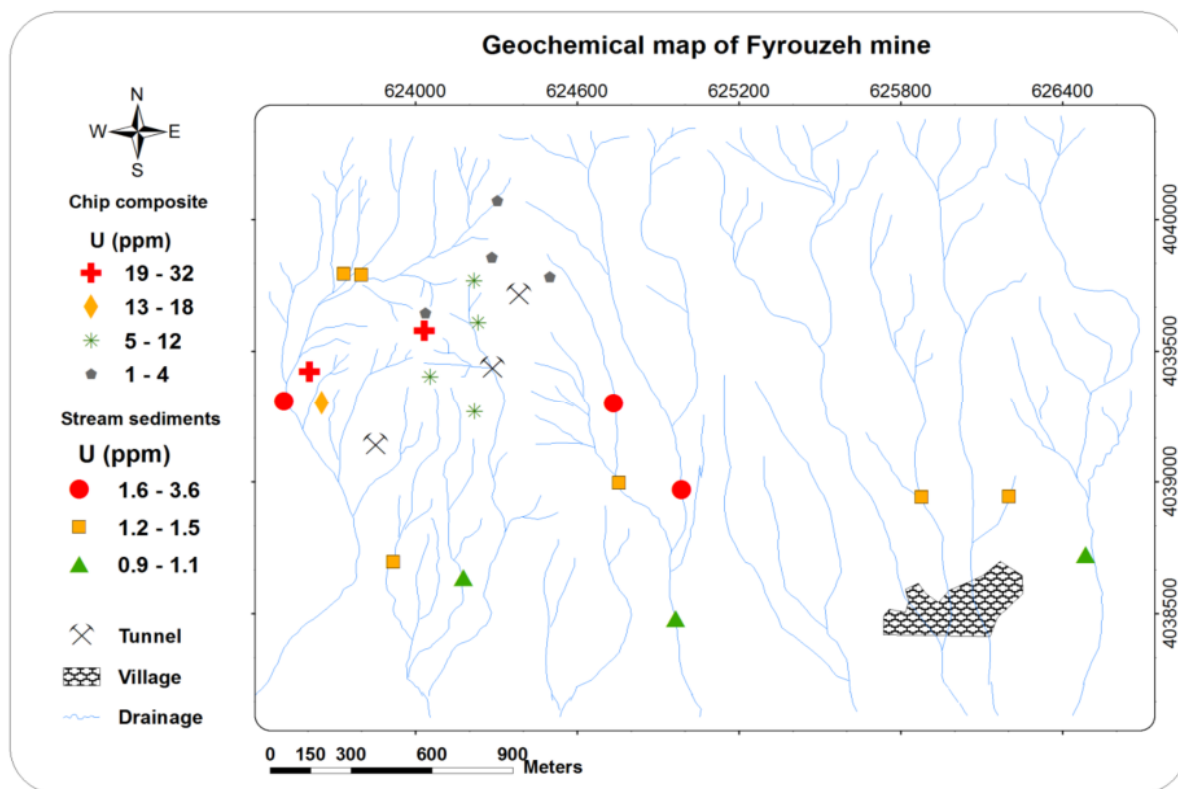 Geochemical map of Fyrouzeh mine
624000 624600 625200 625800 626400
N
W E
S
Chip composite
U (ppm)
19 - 32
13 - 18
5 - 12
1 - 4
Stream sediments
U (ppm)
1.6 - 3.6
1.2 - 1.5
0.9 - 1.1
Tunnel
Village
Drainage
4040000
4039500
4039000
4038500
0 150 300 600 900
Meters